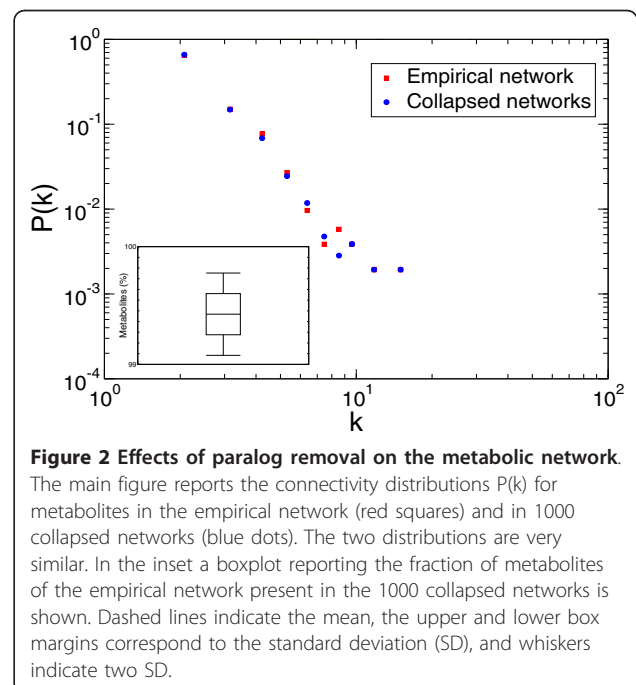 10^0
10^-1
10^-2
10^-3
10^-4
P(k)
Empirical network
Collapsed networks
100
99
Metabolites (%)
10^0 10^1 10^2
k
Figure 2 Effects of paralog removal on the metabolic network.
The main figure reports the connectivity distributions P(k) for
metabolites in the empirical network (red squares) and in 1000
collapsed networks (blue dots). The two distributions are very
similar. In the inset a boxplot reporting the fraction of metabolites
of the empirical network present in the 1000 collapsed networks is
shown. Dashed lines indicate the mean, the upper and lower box
margins correspond to the standard deviation (SD), and whiskers
indicate two SD.